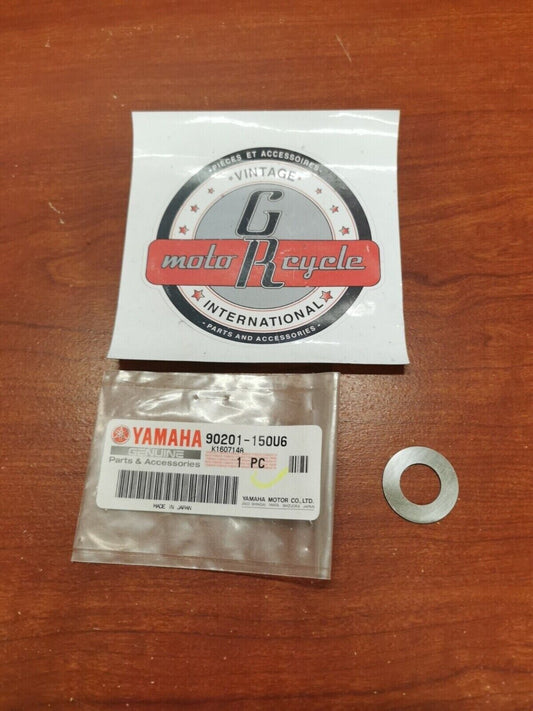 ·PIÈCES ET ACCESSOIRES·
·VINTAGE·
G
moto R cycle
INTERNATIONAL
·PARTS AND ACCESSORIES·
YAMAHA 90201-150U6
GENUINE K160714A
Parts & Accessories 1 PC
YAMAHA MOTOR CO.,LTD.
MADE IN JAPAN